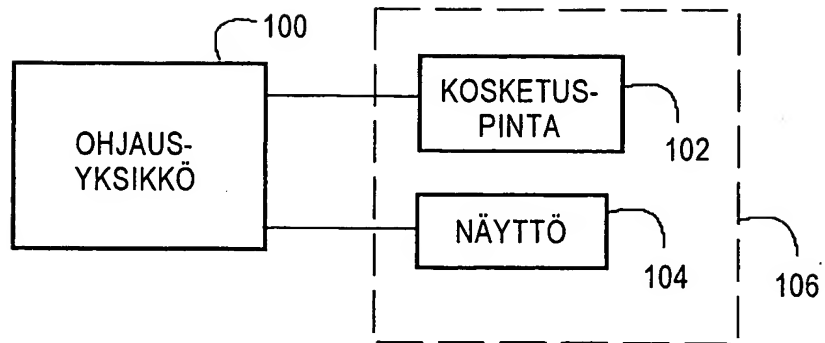 100
OHJAUS-
YKSIKKÖ
KOSKETUS-
PINTA
102
NÄYTTÖ
104
106